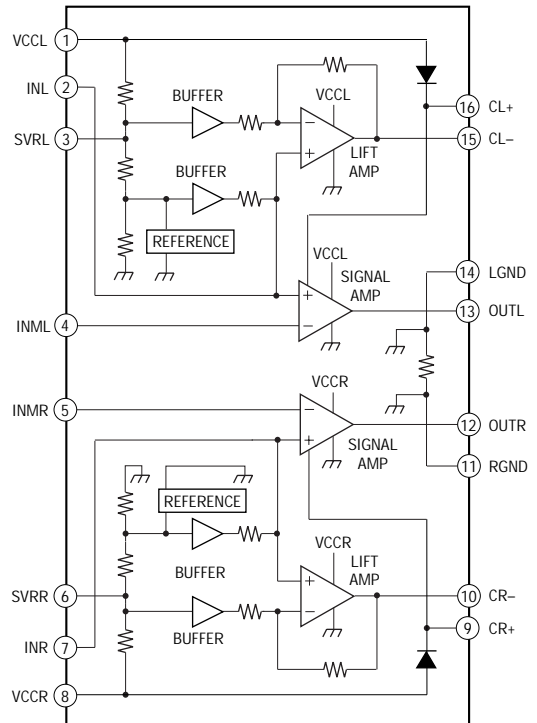 VCCL 1
INL 2
BUFFER
VCCL
16 CL+
SVRL 3
15 CL–
LIFT
AMP
BUFFER
REFERENCE
VCCL
14 LGND
SIGNAL
AMP
13 OUTL
INML 4
VCCR
INMR 5
12 OUTR
SIGNAL
AMP
11 RGND
REFERENCE
VCCR
LIFT
AMP
BUFFER
SVRR 6
10 CR–
9 CR+
BUFFER
INR 7
VCCR 8